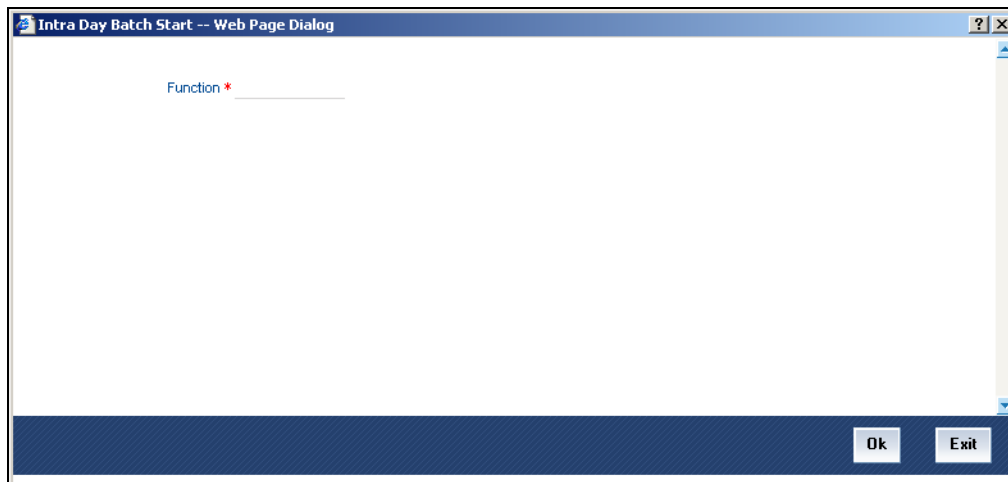 Intra Day Batch Start -- Web Page Dialog
? X
Function *
Ok Exit